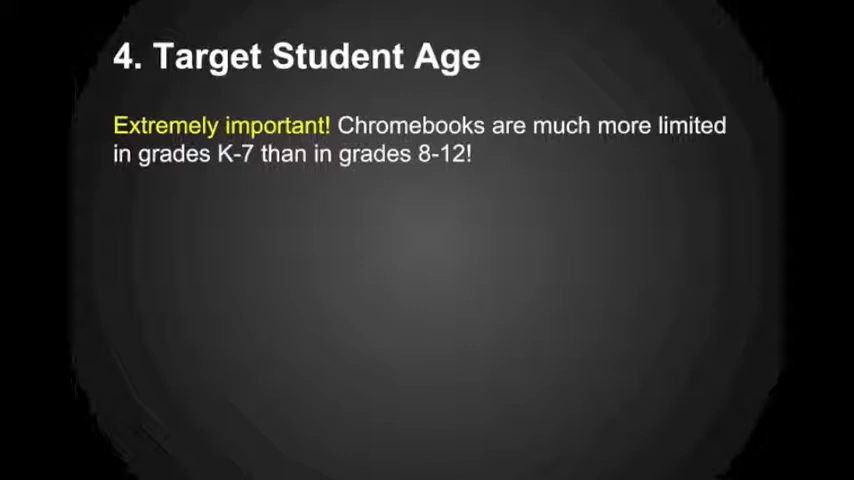 4. Target Student Age
Extremely important! Chromebooks are much more limited
in grades K-7 than in grades 8-12!